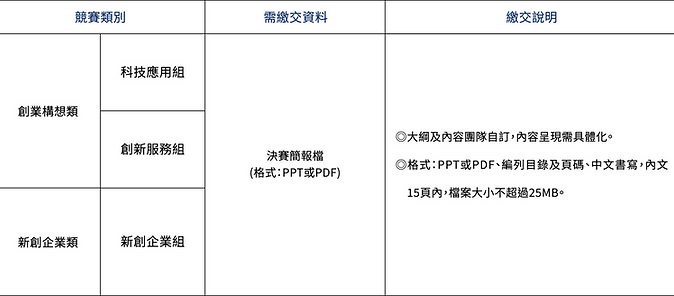 競賽類別
需繳交資料
繳交說明
創業構想類
科技應用組
創新服務組
新創企業類
新創企業組
決賽簡報檔
(格式：PPT或PDF)
◎大綱及內容團隊自訂，內容呈現需具體化。
◎格式：PPT或PDF、編列目錄及頁碼、中文書寫，內文
15頁內，檔案大小不超過25MB。